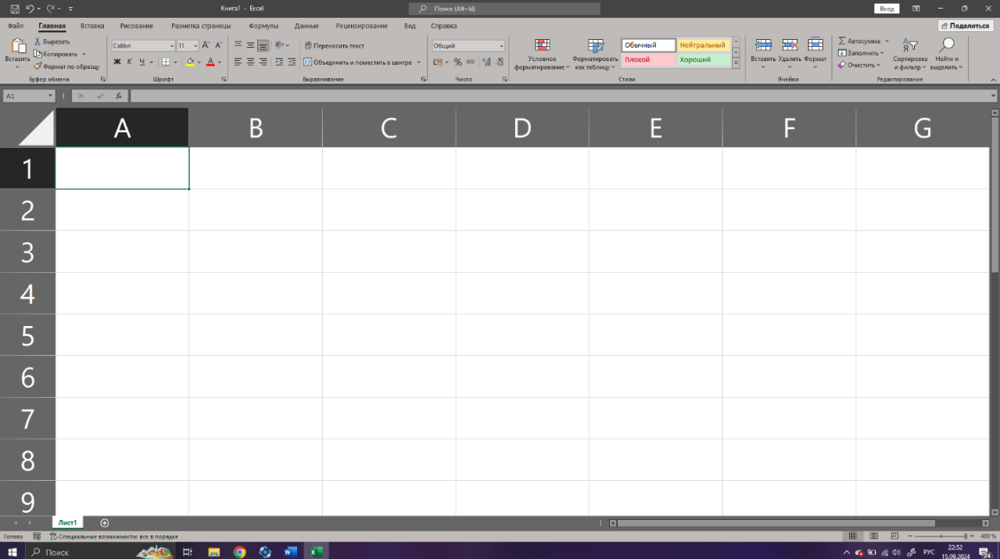 Книга1 - Excel
Поиск (Alt+Ы)
Вход
Файл Главная Вставка Рисование Разметка страницы Формулы Данные Рецензирование Вид Справка
Поделиться
Вставить
Вырезать
Копировать
Формат по образцу
Буфер обмена
Calibri 11
Ж К Ч
Шрифт
Переносить текст
Объединить и поместить в центре
Выравнивание
Общий
% 000
Число
Условное форматирование
Форматировать как таблицу
Обычный Нейтральный
Плохой Хороший
Стили
Вставить Удалить Формат
Ячейки
Автосумма
Заполнить
Очистить
Сортировка и фильтр
Найти и выделить
Редактирование
A1
fx
A B C D E F G
1
2
3
4
5
6
7
8
9
Лист1
Готово
Специальные возможности: все в порядке
400 %
Поиск
РУС
22:52
15.09.2024
24